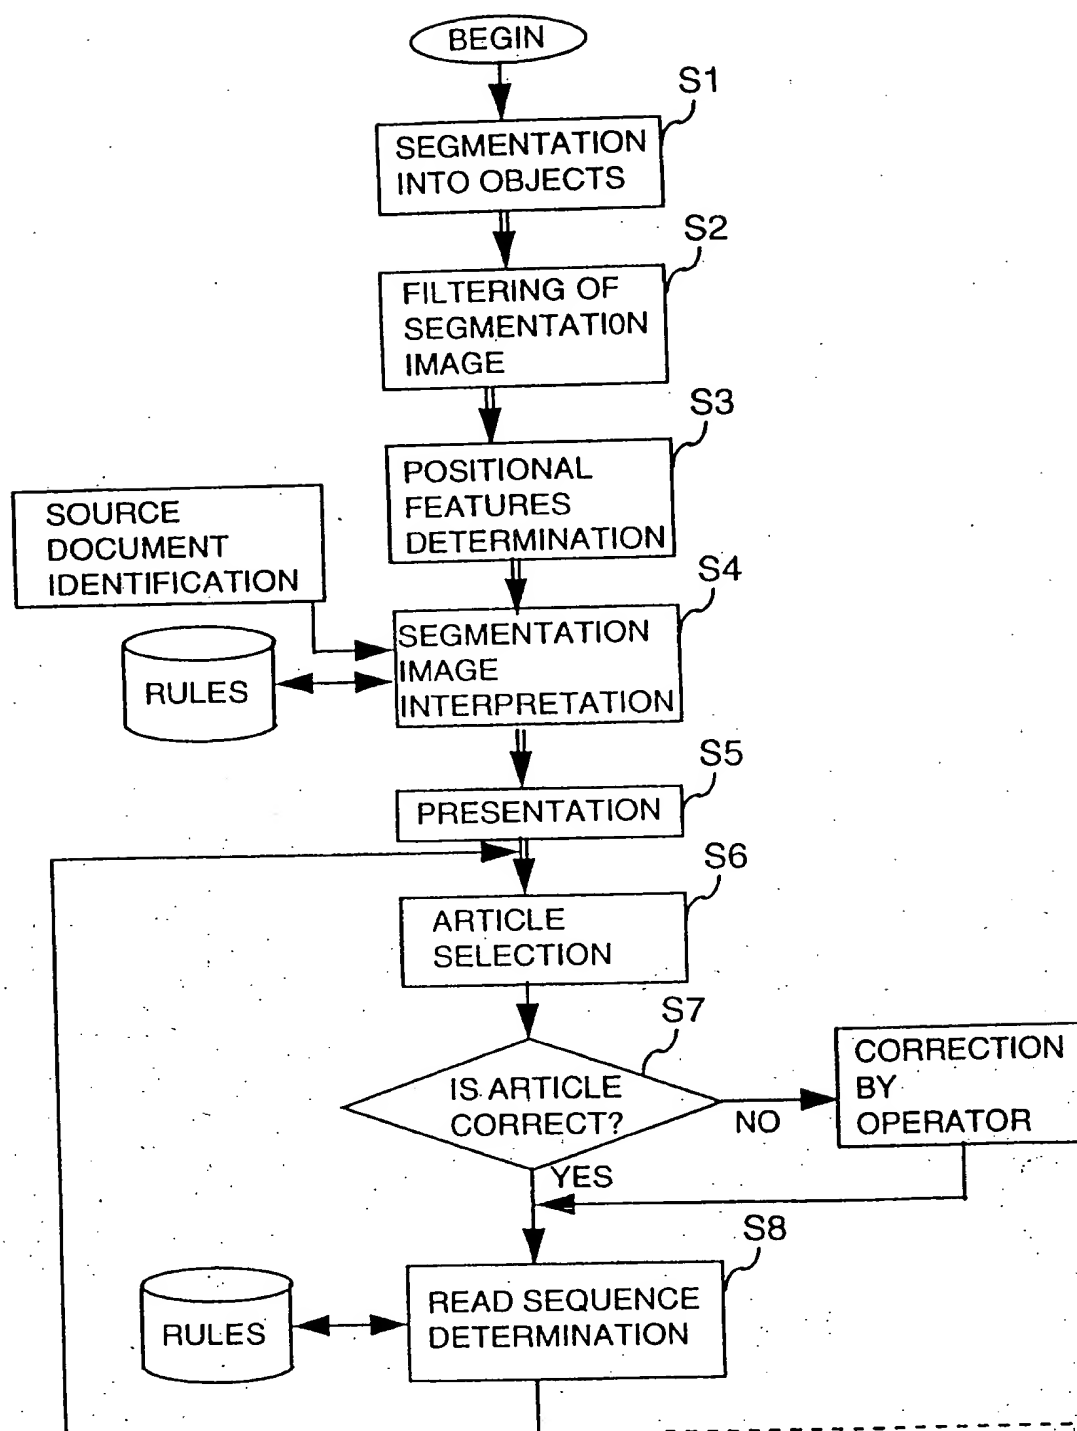 BEGIN
S1
SEGMENTATION
INTO OBJECTS
S2
FILTERING OF
SEGMENTATION
IMAGE
S3
POSITIONAL
FEATURES
DETERMINATION
SOURCE
DOCUMENT
IDENTIFICATION
S4
SEGMENTATION
IMAGE
INTERPRETATION
RULES
S5
PRESENTATION
S6
ARTICLE
SELECTION
S7
IS ARTICLE
CORRECT?
NO
CORRECTION
BY
OPERATOR
YES
S8
READ SEQUENCE
DETERMINATION
RULES